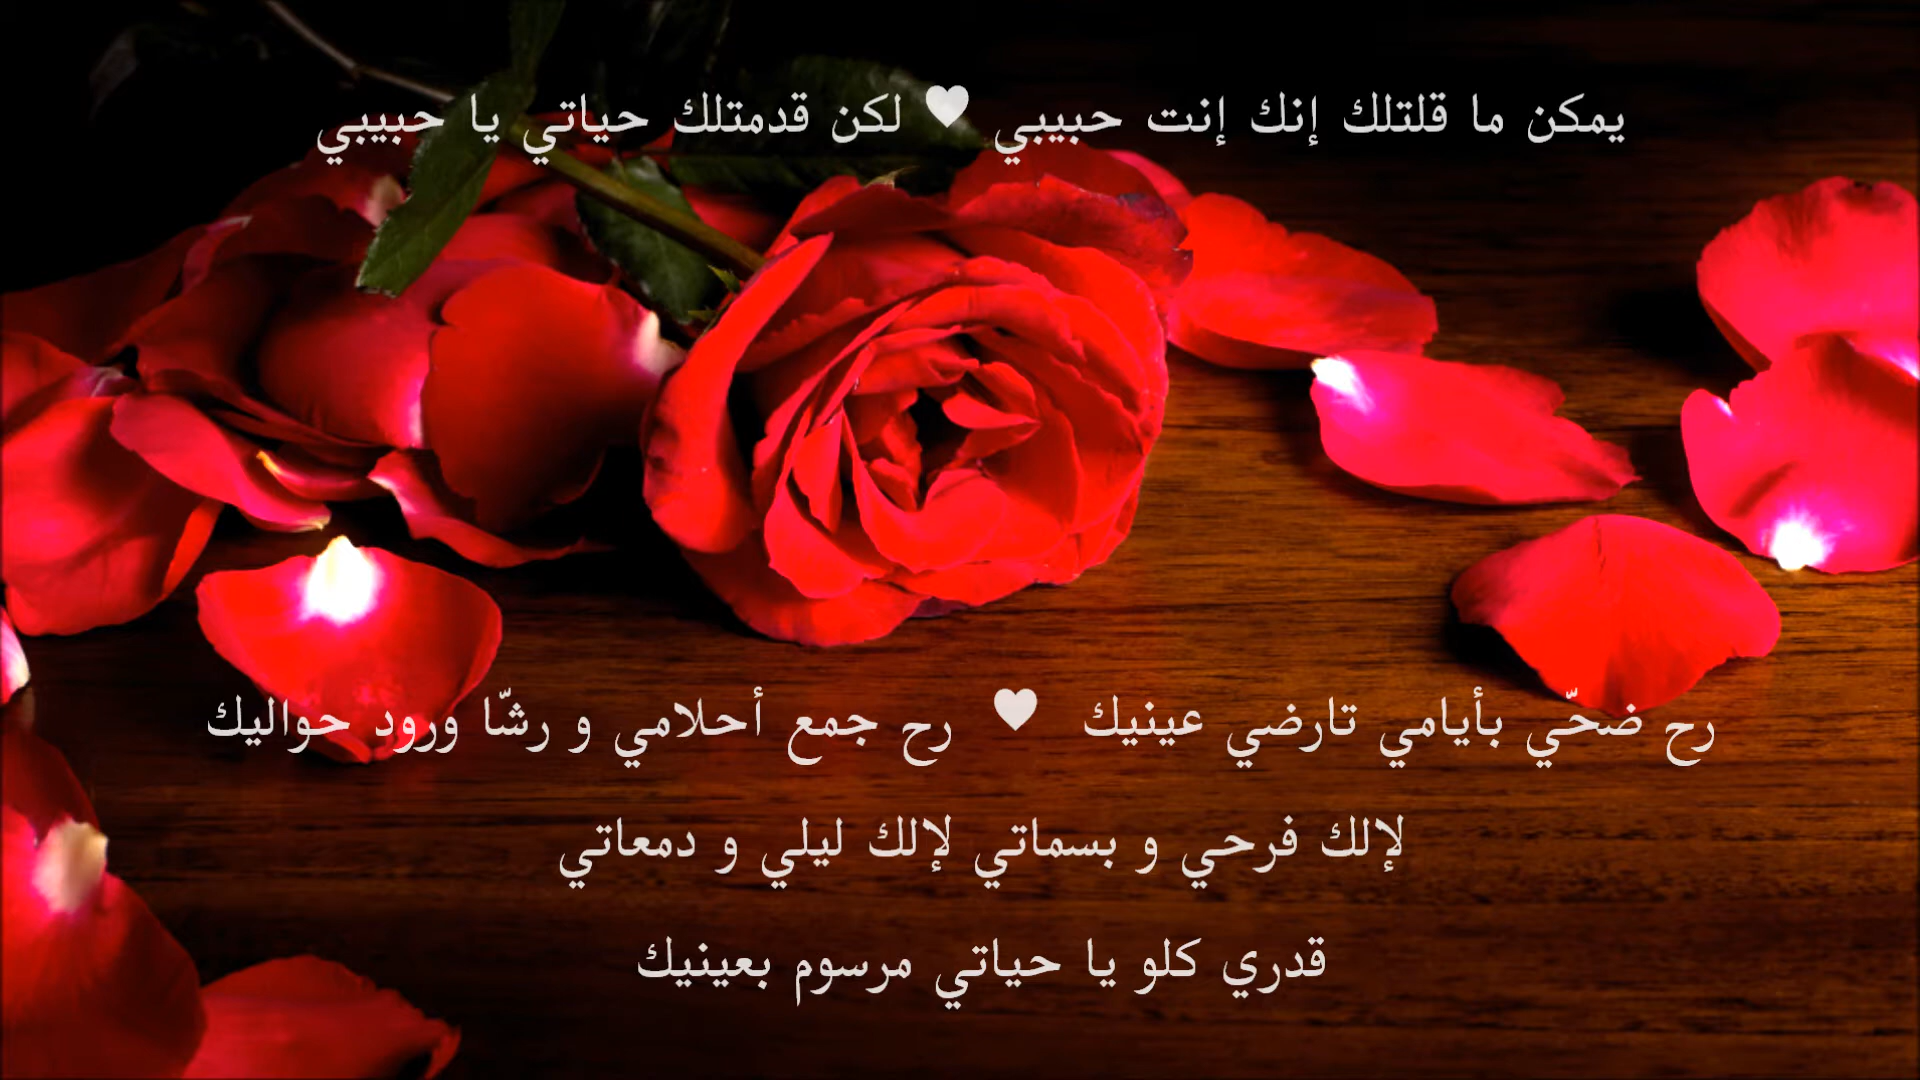 يمكن ما قلتلك إنك إنت حبيبي ♥ لكن قدمتلك حياتي يا حبيبي
رح ضحّي بأيامي تارضي عينيك ♥ رح جمع أحلامي و رشّا ورود حواليك
لإلك فرحي و بسماتي لإلك ليلي و دمعاتي
قدري كلو يا حياتي مرسوم بعينيك